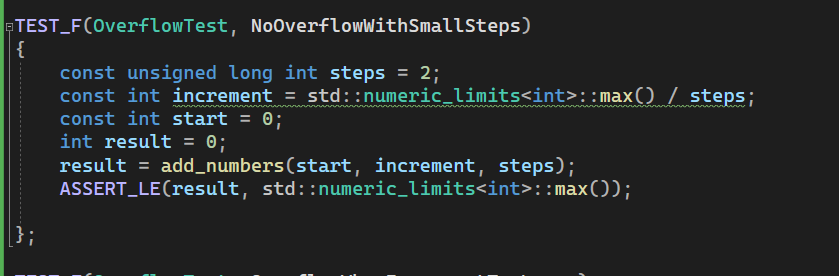 TEST_F(OverflowTest, NoOverflowWithSmallSteps)
{
    const unsigned long int steps = 2;
    const int increment = std::numeric_limits<int>::max() / steps;
    const int start = 0;
    int result = 0;
    result = add_numbers(start, increment, steps);
    ASSERT_LE(result, std::numeric_limits<int>::max());
};